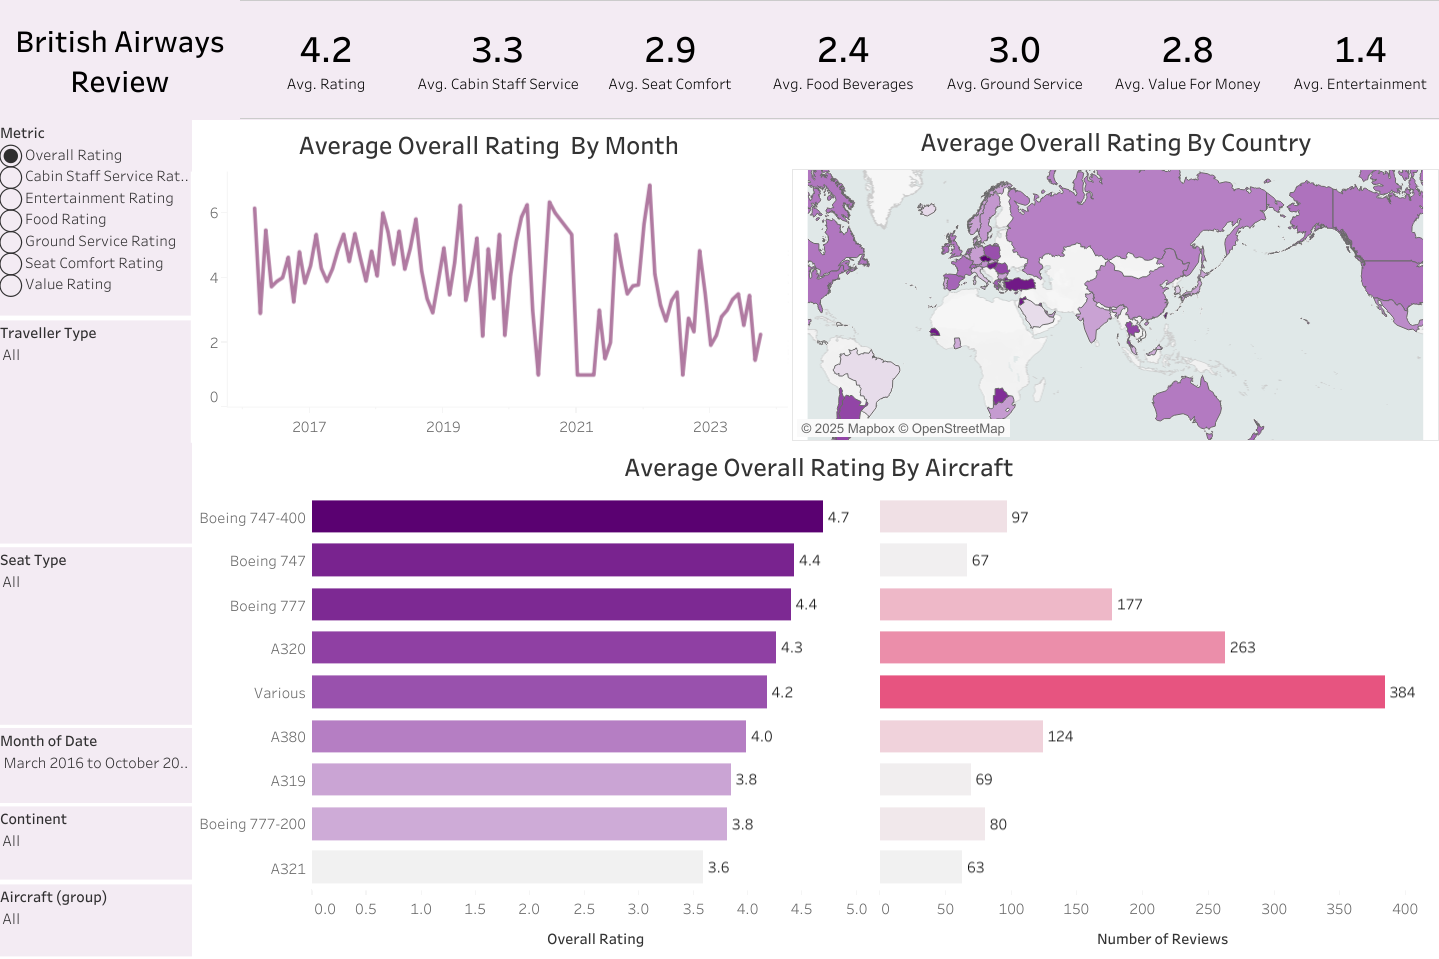 British Airways
Review
4.2
Avg. Rating
3.3
Avg. Cabin Staff Service
2.9
Avg. Seat Comfort
2.4
Avg. Food Beverages
3.0
Avg. Ground Service
2.8
Avg. Value For Money
1.4
Avg. Entertainment
Metric
Overall Rating
Cabin Staff Service Rat..
Entertainment Rating
Food Rating
Ground Service Rating
Seat Comfort Rating
Value Rating
Traveller Type
All
Seat Type
All
Month of Date
March 2016 to October 20..
Continent
All
Aircraft (group)
All
Average Overall Rating  By Month
6
4
2
0
2017 2019 2021 2023
Average Overall Rating By Country
© 2025 Mapbox © OpenStreetMap
Average Overall Rating By Aircraft
Boeing 747-400 4.7 97
Boeing 747 4.4 67
Boeing 777 4.4 177
A320 4.3 263
Various 4.2 384
A380 4.0 124
A319 3.8 69
Boeing 777-200 3.8 80
A321 3.6 63
0.0 0.5 1.0 1.5 2.0 2.5 3.0 3.5 4.0 4.5 5.0 0 50 100 150 200 250 300 350 400
Overall Rating Number of Reviews